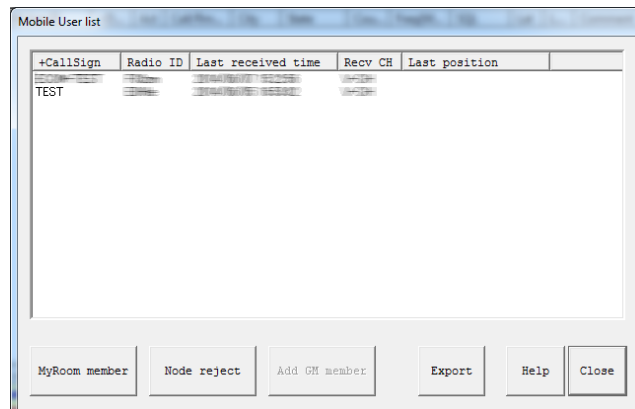 Mobile User list
+CallSign Radio ID Last received time Recv CH Last position
TEST
MyRoom member Node reject Add GM member Export Help Close